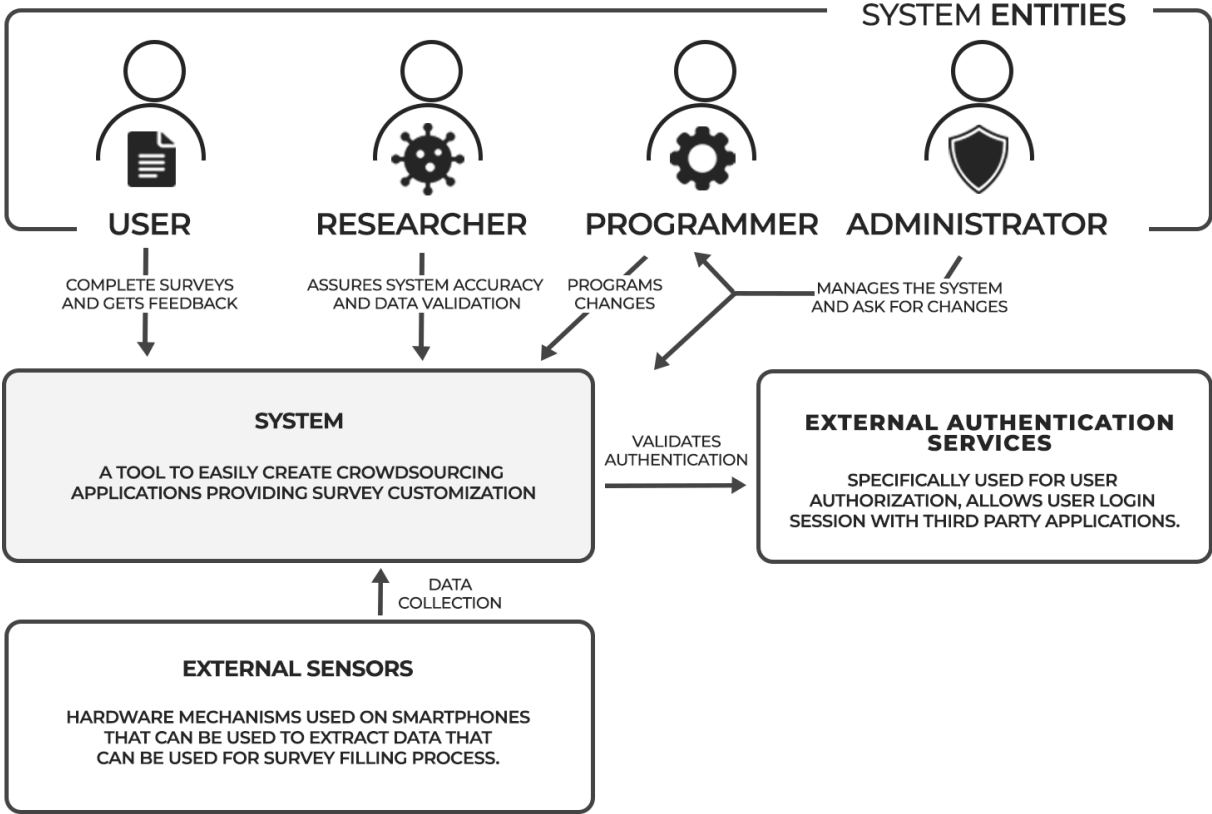 SYSTEM ENTITIES
USER
RESEARCHER
PROGRAMMER
ADMINISTRATOR
COMPLETE SURVEYS
AND GETS FEEDBACK
ASSURES SYSTEM ACCURACY
AND DATA VALIDATION
PROGRAMS
CHANGES
MANAGES THE SYSTEM
AND ASK FOR CHANGES
SYSTEM
A TOOL TO EASILY CREATE CROWDSOURCING
APPLICATIONS PROVIDING SURVEY CUSTOMIZATION
VALIDATES
AUTHENTICATION
EXTERNAL AUTHENTICATION
SERVICES
SPECIFICALLY USED FOR USER
AUTHORIZATION, ALLOWS USER LOGIN
SESSION WITH THIRD PARTY APPLICATIONS.
DATA
COLLECTION
EXTERNAL SENSORS
HARDWARE MECHANISMS USED ON SMARTPHONES
THAT CAN BE USED TO EXTRACT DATA THAT
CAN BE USED FOR SURVEY FILLING PROCESS.